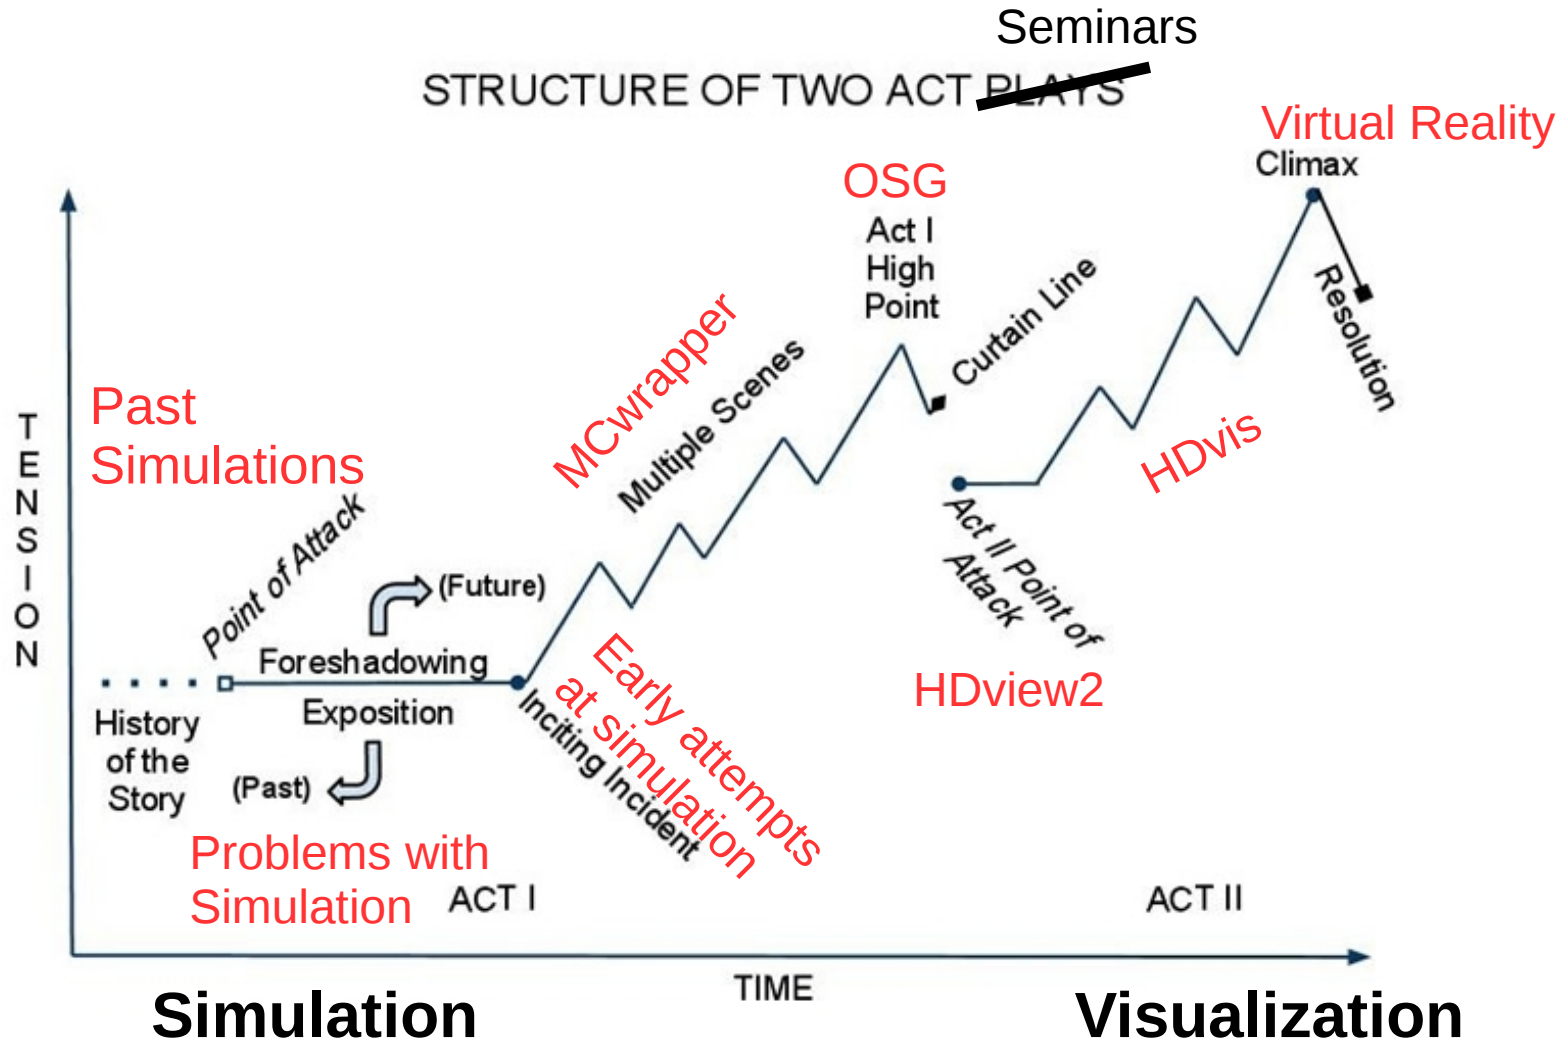 Seminars
STRUCTURE OF TWO ACT PLAYS
Virtual Reality
Climax
OSG
Act I
High
Point
Curtain Line
Resolution
MCwrapper
Multiple Scenes
Past
Simulations
HDvis
TENSION
Point of Attack
(Future)
Foreshadowing
Exposition
(Past)
History
of the
Story
Inciting Incident
Early attempts
at simulation
Act II Point of
Attack
HDview2
Problems with
Simulation
ACT I
ACT II
TIME
Simulation
Visualization